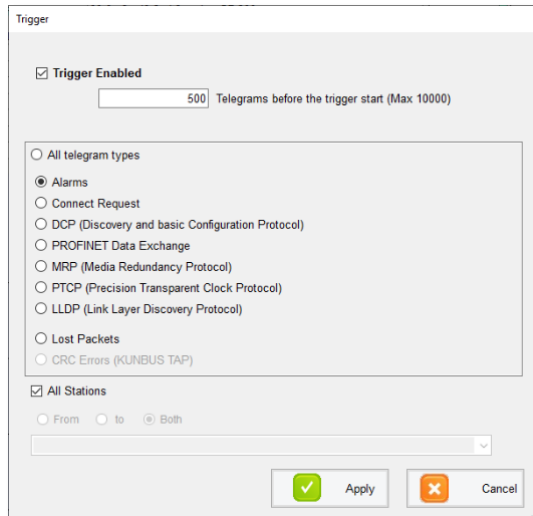 Trigger
Trigger Enabled
500 Telegrams before the trigger start (Max 10000)
All telegram types
Alarms
Connect Request
DCP (Discovery and basic Configuration Protocol)
PROFINET Data Exchange
MRP (Media Redundancy Protocol)
PTCP (Precision Transparent Clock Protocol)
LLDP (Link Layer Discovery Protocol)
Lost Packets
CRC Errors (KUNBUS TAP)
All Stations
From to Both
Apply Cancel